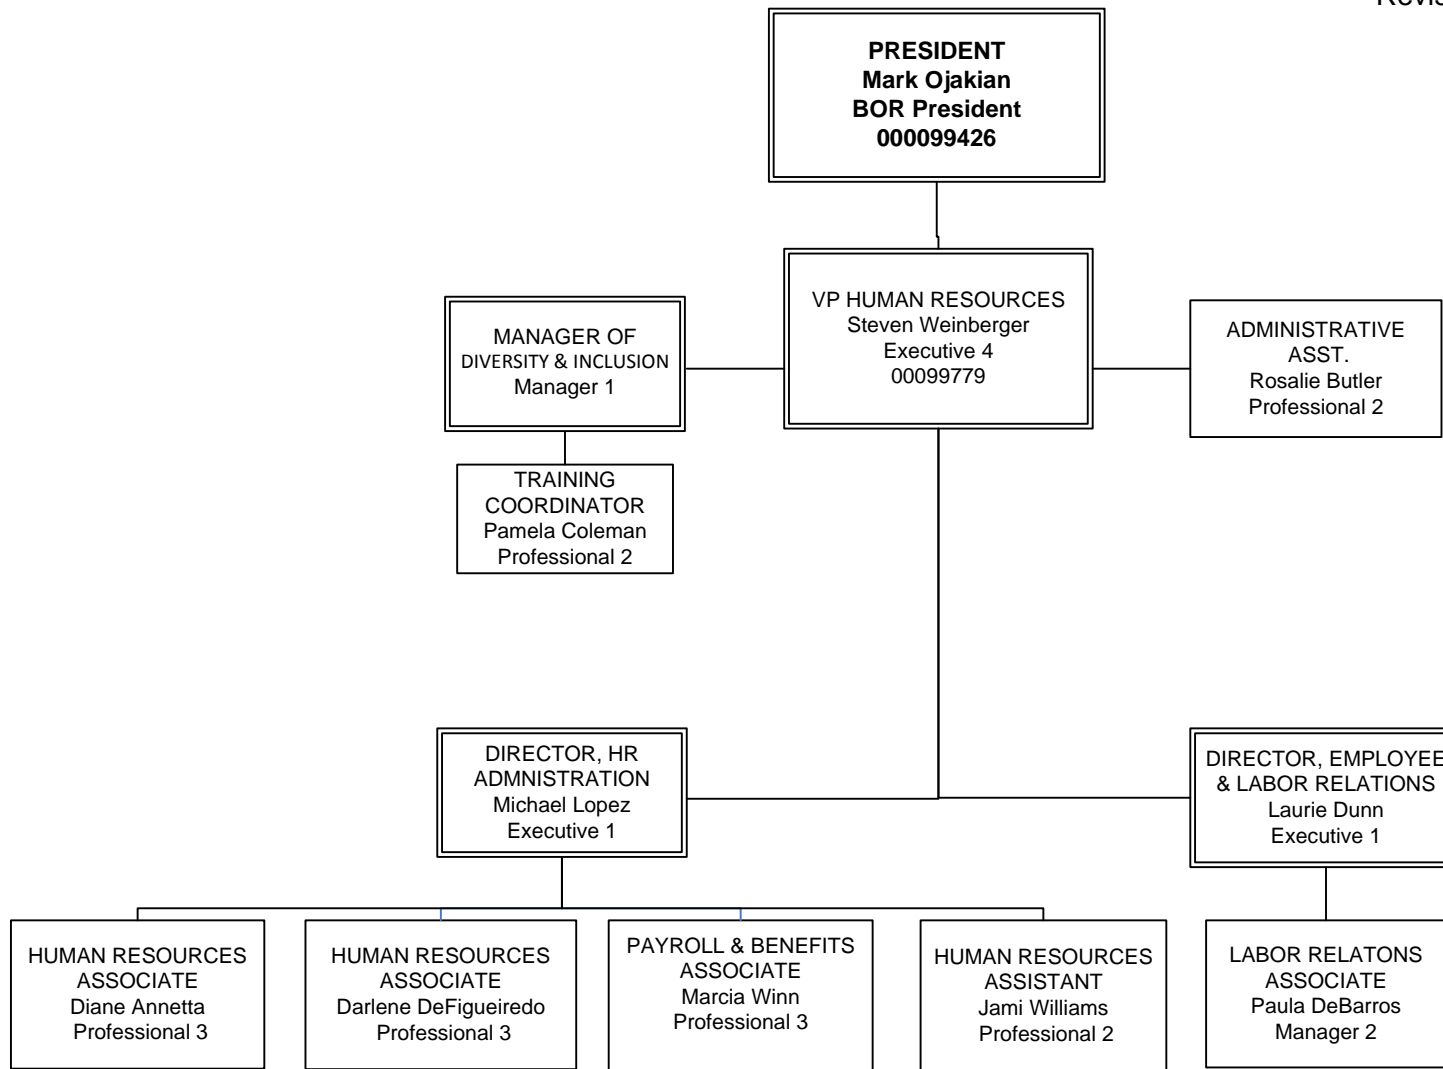 Revis
PRESIDENT
Mark Ojakian
BOR President
000099426
VP HUMAN RESOURCES
Steven Weinberger
Executive 4
00099779
MANAGER OF
DIVERSITY & INCLUSION
Manager 1
ADMINISTRATIVE
ASST.
Rosalie Butler
Professional 2
TRAINING
COORDINATOR
Pamela Coleman
Professional 2
DIRECTOR, HR
ADMNISTRATION
Michael Lopez
Executive 1
DIRECTOR, EMPLOYEE
& LABOR RELATIONS
Laurie Dunn
Executive 1
HUMAN RESOURCES
ASSOCIATE
Diane Annetta
Professional 3
HUMAN RESOURCES
ASSOCIATE
Darlene DeFigueiredo
Professional 3
PAYROLL & BENEFITS
ASSOCIATE
Marcia Winn
Professional 3
HUMAN RESOURCES
ASSISTANT
Jami Williams
Professional 2
LABOR RELATONS
ASSOCIATE
Paula DeBarros
Manager 2